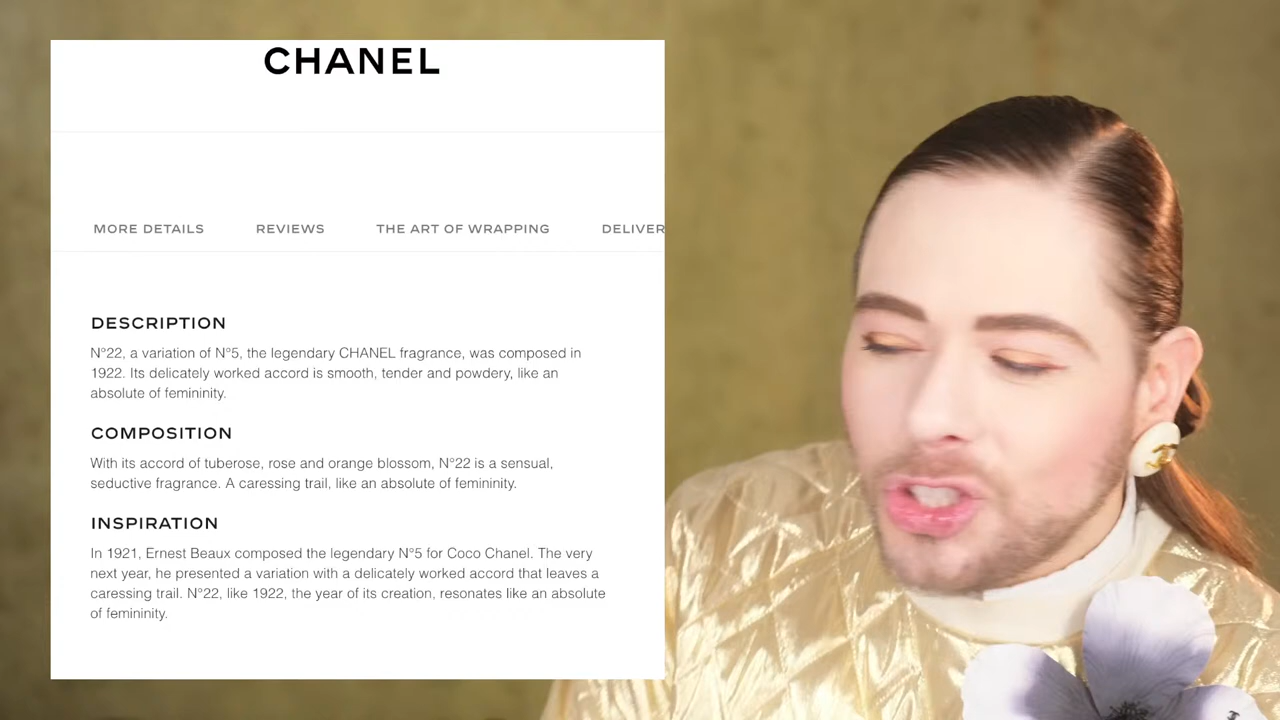 CHANEL
MORE DETAILS REVIEWS THE ART OF WRAPPING DELIVER
DESCRIPTION
N°22, a variation of N°5, the legendary CHANEL fragrance, was composed in
1922. Its delicately worked accord is smooth, tender and powdery, like an
absolute of femininity.
COMPOSITION
With its accord of tuberose, rose and orange blossom, N°22 is a sensual,
seductive fragrance. A caressing trail, like an absolute of femininity.
INSPIRATION
In 1921, Ernest Beaux composed the legendary N°5 for Coco Chanel. The very
next year, he presented a variation with a delicately worked accord that leaves a
caressing trail. N°22, like 1922, the year of its creation, resonates like an absolute
of femininity.